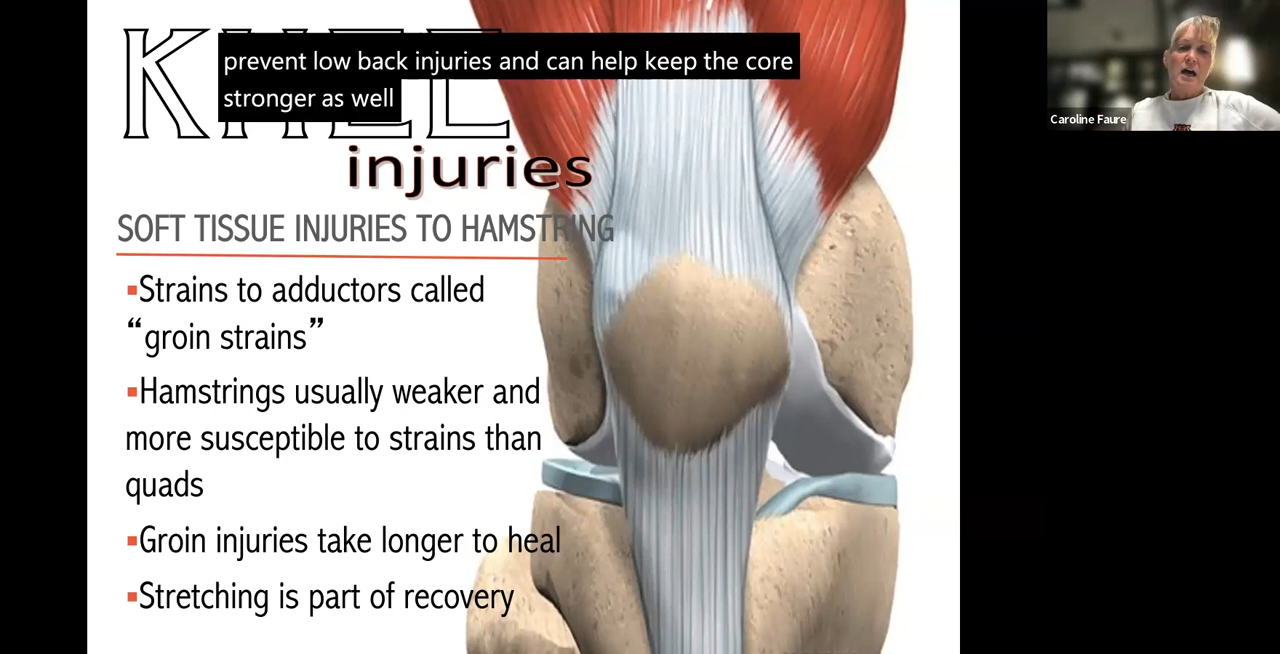 KNEE
prevent low back injuries and can help keep the core
stronger as well
injuries
SOFT TISSUE INJURIES TO HAMSTRING
▪Strains to adductors called
“groin strains”
▪Hamstrings usually weaker and
more susceptible to strains than
quads
▪Groin injuries take longer to heal
▪Stretching is part of recovery
Caroline Faure